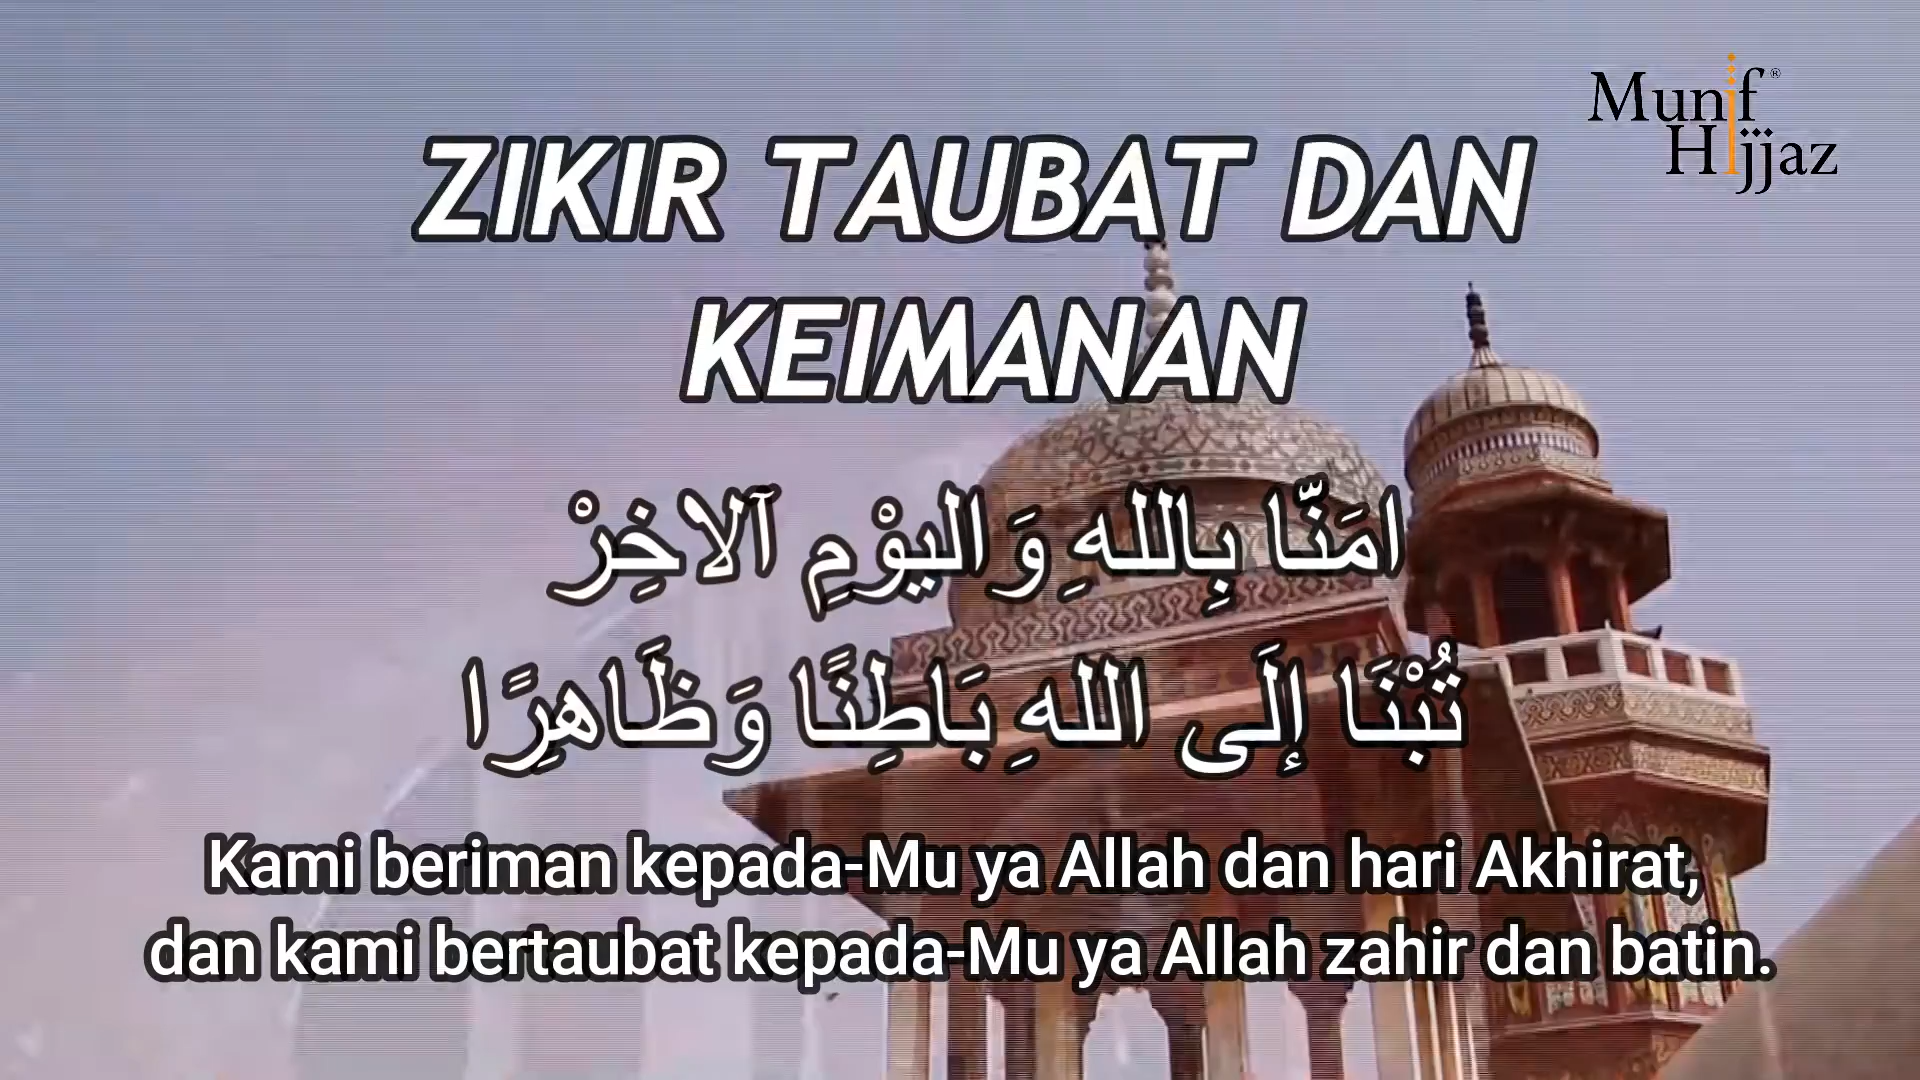 Munif®
Hijjaz
ZIKIR TAUBAT DAN
KEIMANAN
امَنَّا بِاللهِ وَاليوْمِ آلاخِرْ
تُبْنَا إلَى اللهِ بَاطِنًا وَظَاهِرًا
Kami beriman kepada-Mu ya Allah dan hari Akhirat,
dan kami bertaubat kepada-Mu ya Allah zahir dan batin.